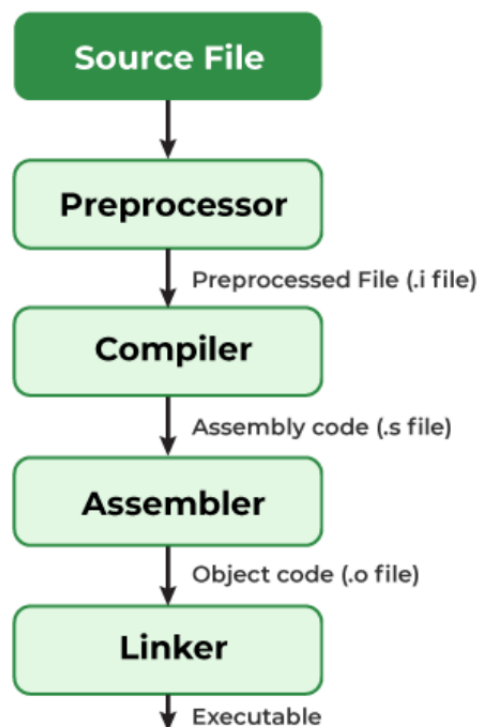 Source File
Preprocessor
Preprocessed File (.i file)
Compiler
Assembly code (.s file)
Assembler
Object code (.o file)
Linker
Executable